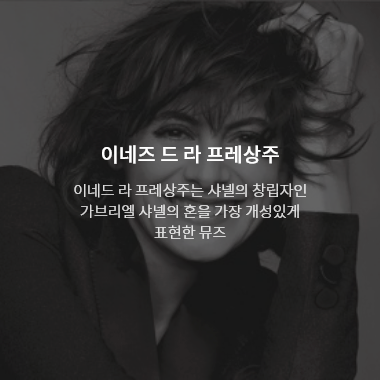 이네즈 드 라 프레상주
이네드 라 프레상주는 샤넬의 창립자인
가브리엘 샤넬의 혼을 가장 개성있게
표현한 뮤즈